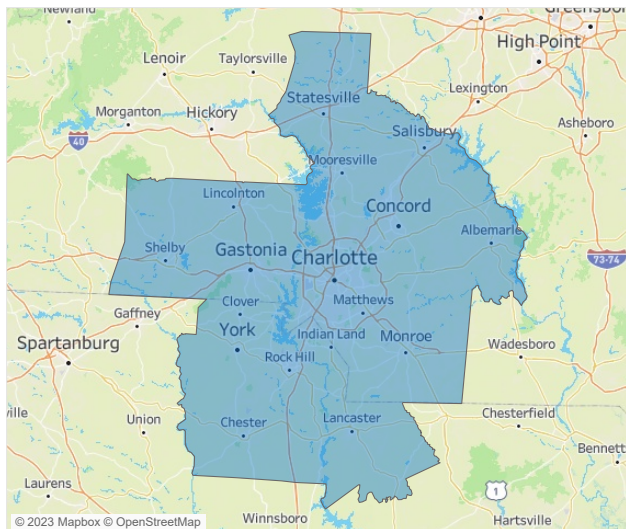 Newland
Greensbo
High Point
Lenoir
Taylorsville
Statesville
Lexington
Morganton
Hickory
Salisbury
Asheboro
40
Mooresville
Lincolnton
Concord
Albemarle
Shelby
Gastonia
Charlotte
73-74
Clover
Matthews
Gaffney
York
Indian Land
Monroe
Spartanburg
Rock Hill
Wadesboro
ville
Union
Chester
Lancaster
Chesterfield
Bennett
Laurens
1
Winnsboro
Hartsville
© 2023 Mapbox © OpenStreetMap